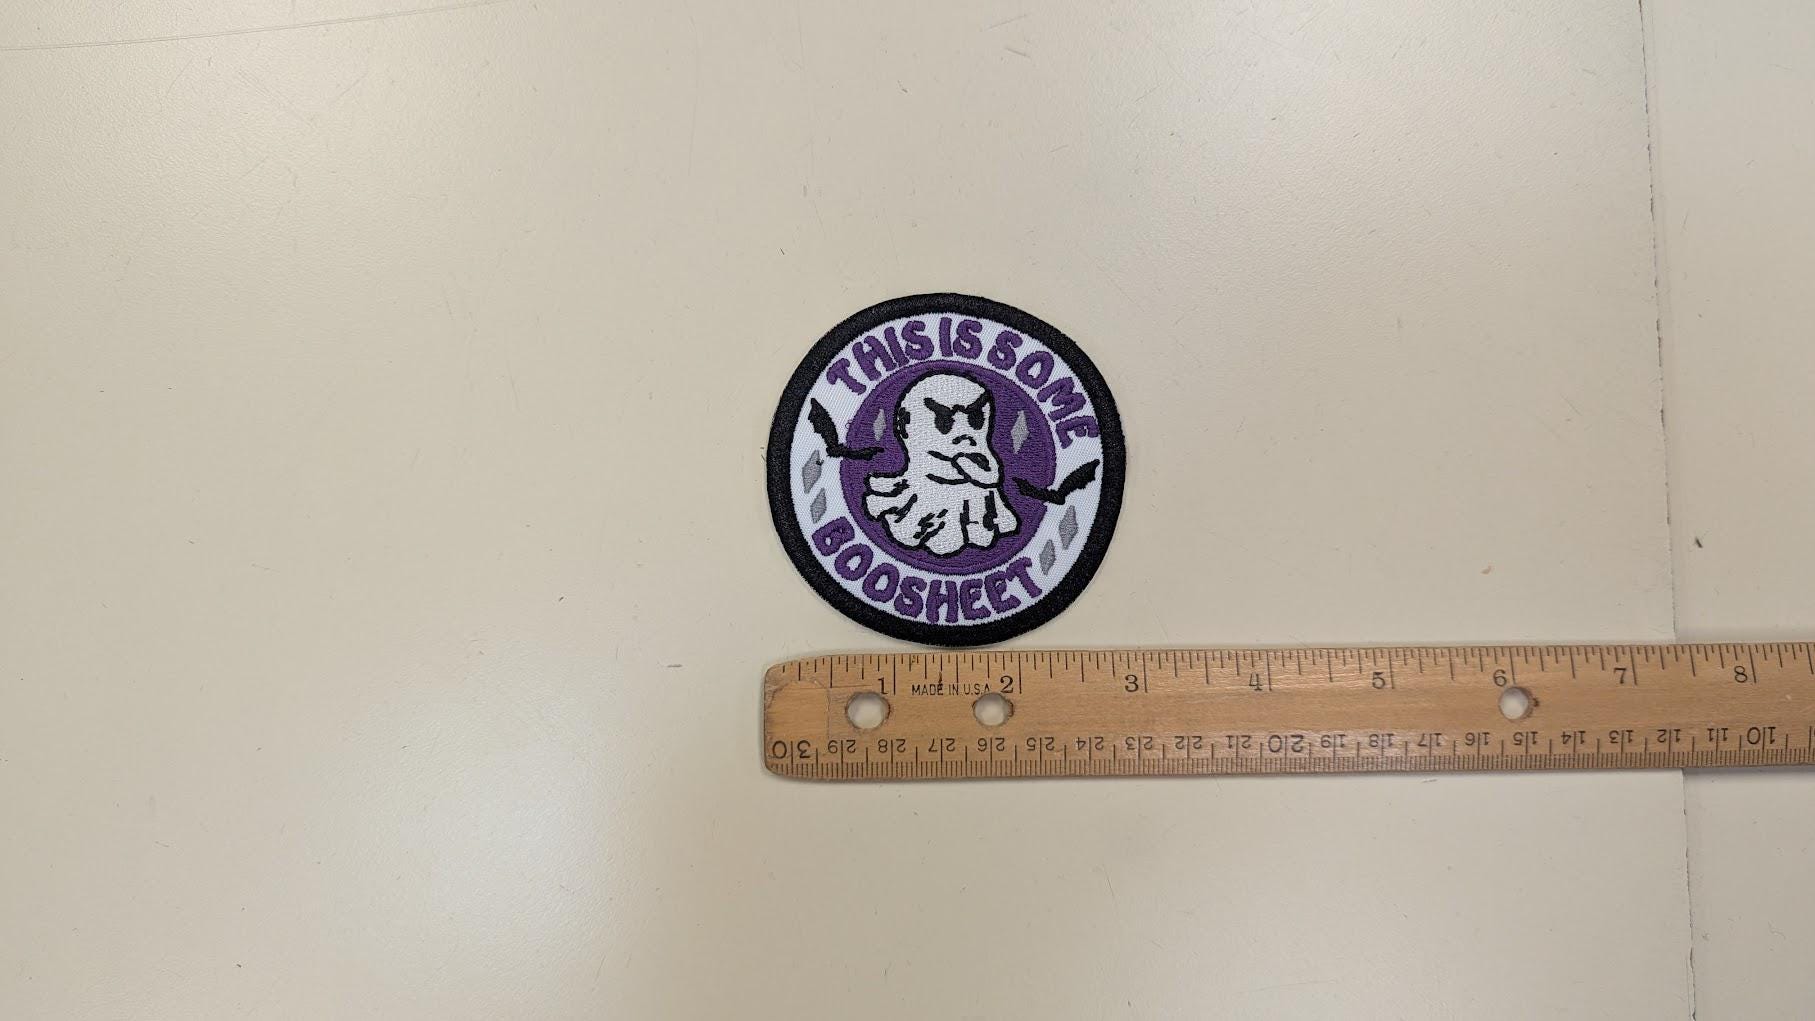 THIS IS SOME
BOOSHEET
1 MADE IN U.S.A 2 3 4 5 6 7 8
30 29 28 27 26 25 24 23 22 21 20 19 18 17 16 15 14 13 12 11 10